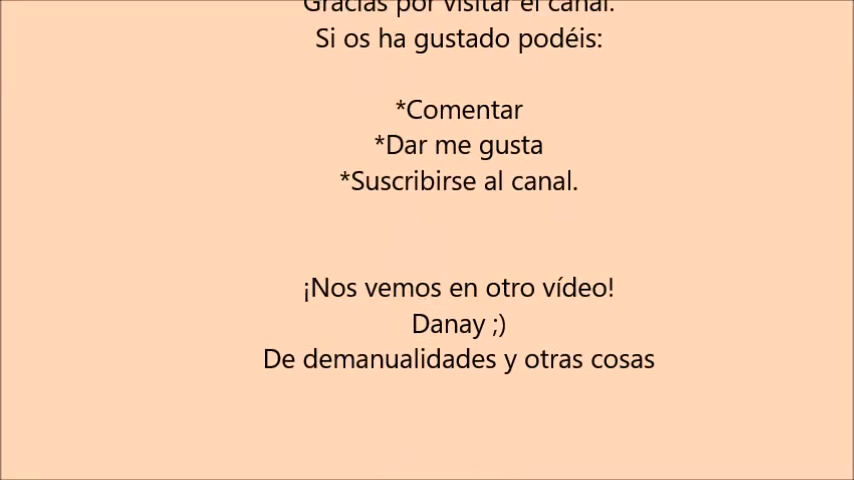 Gracias por visitar el canal.
Si os ha gustado podéis:
*Comentar
*Dar me gusta
*Suscribirse al canal.
¡Nos vemos en otro vídeo!
Danay ;)
De demanualidades y otras cosas